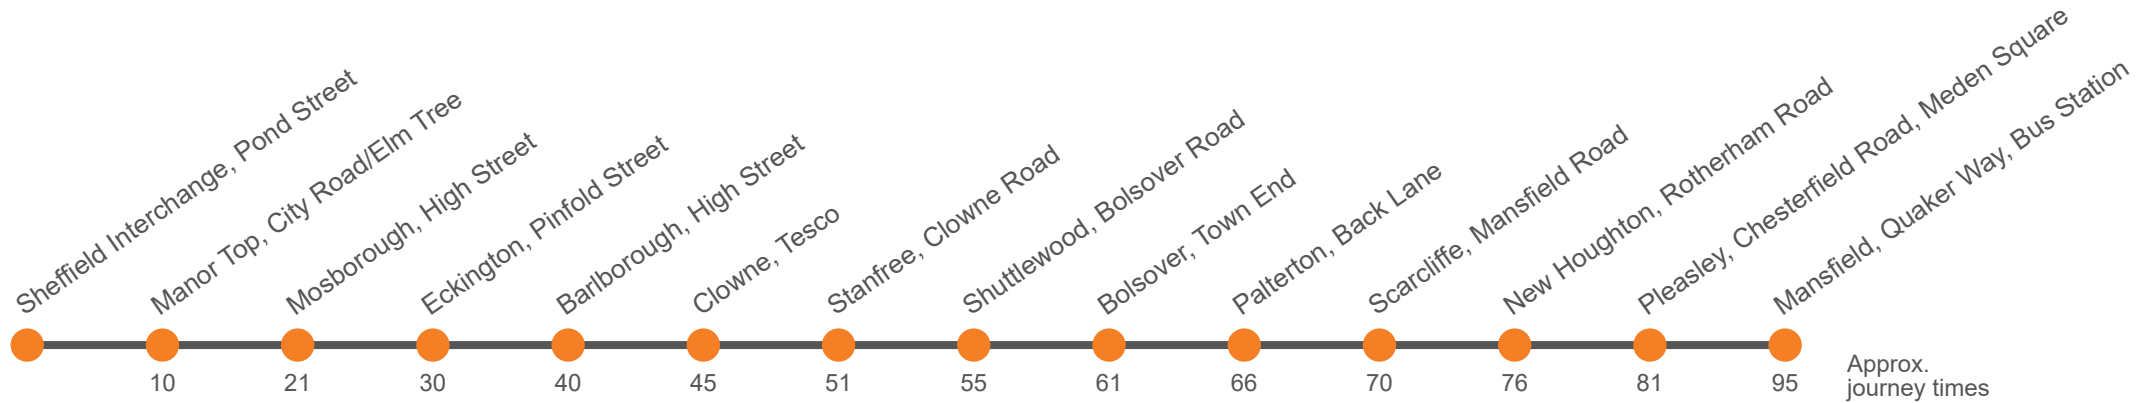 Sheffield Interchange, Pond Street
Manor Top, City Road/Elm Tree
Mosborough, High Street
Eckington, Pinfold Street
Barlborough, High Street
Clowne, Tesco
Stanfree, Clowne Road
Shuttlewood, Bolsover Road
Bolsover, Town End
Palterton, Back Lane
Scarcliffe, Mansfield Road
New Houghton, Rotherham Road
Pleasley, Chesterfield Road, Meden Square
Mansfield, Quaker Way, Bus Station
10 21 30 40 45 51 55 61 66 70 76 81 95
Approx.
journey times